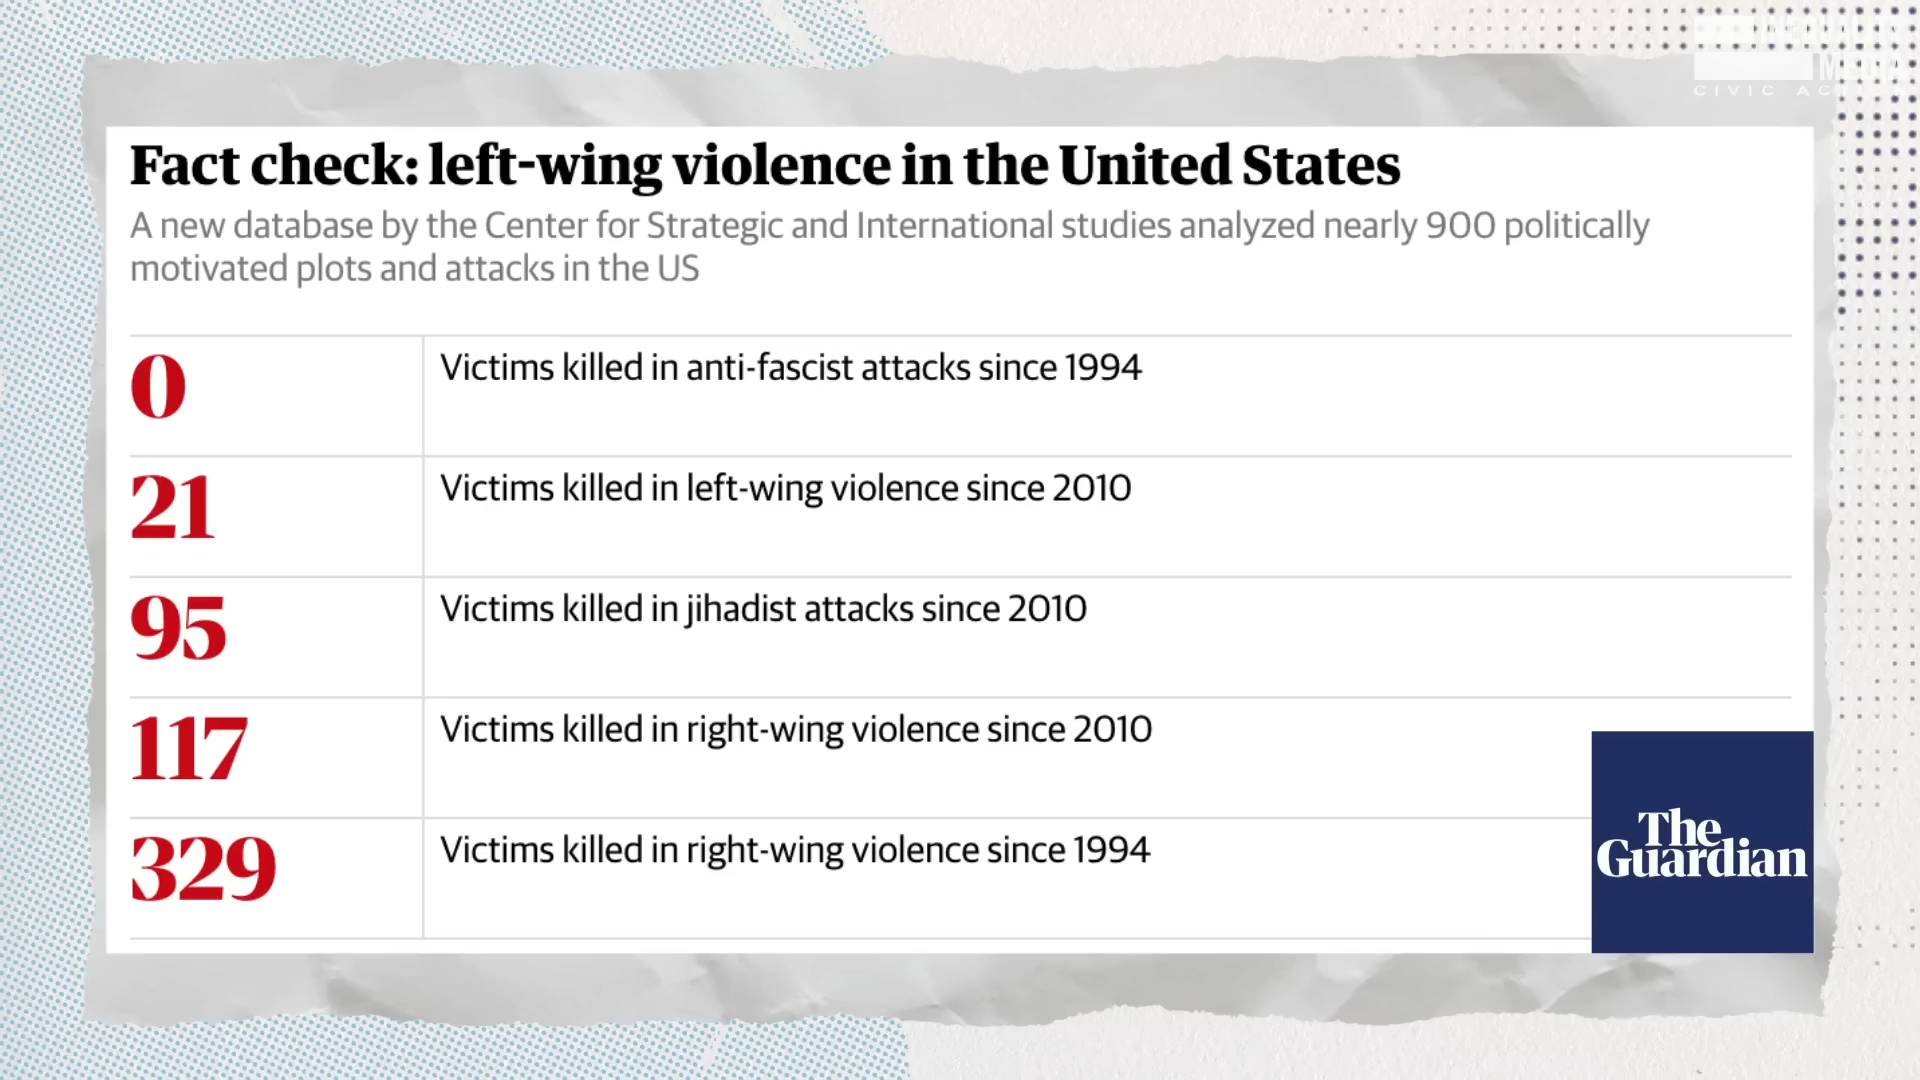 Fact check: left-wing violence in the United States
A new database by the Center for Strategic and International studies analyzed nearly 900 politically
motivated plots and attacks in the US
0
Victims killed in anti-fascist attacks since 1994
21
Victims killed in left-wing violence since 2010
95
Victims killed in jihadist attacks since 2010
117
Victims killed in right-wing violence since 2010
329
Victims killed in right-wing violence since 1994
The
Guardian
MEDIA
CIVIC